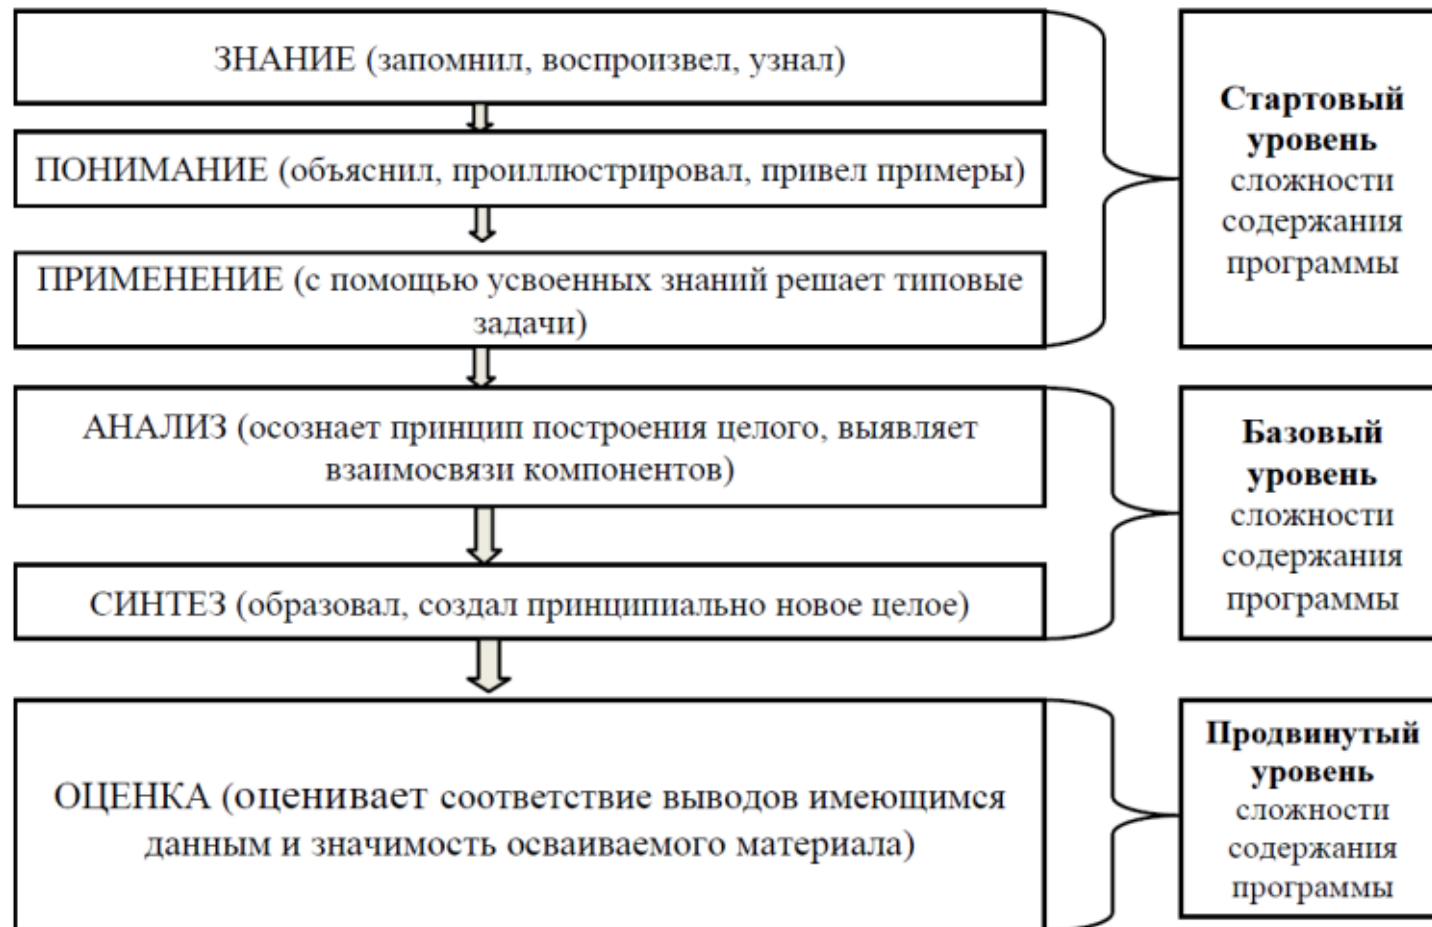 ЗНАНИЕ (запомнил, воспроизвел, узнал)
ПОНИМАНИЕ (объяснил, проиллюстрировал, привел примеры)
ПРИМЕНЕНИЕ (с помощью усвоенных знаний решает типовые
задачи)
Стартовый
уровень
сложности
содержания
программы
АНАЛИЗ (осознает принцип построения целого, выявляет
взаимосвязи компонентов)
СИНТЕЗ (образовал, создал принципиально новое целое)
Базовый
уровень
сложности
содержания
программы
ОЦЕНКА (оценивает соответствие выводов имеющимся
данным и значимость осваиваемого материала)
Продвинутый
уровень
сложности
содержания
программы